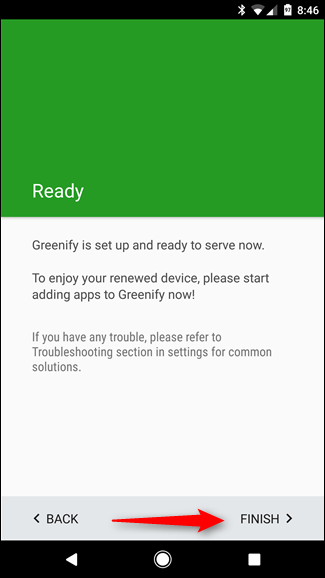 97 8:46
Ready
Greenify is set up and ready to serve now.
To enjoy your renewed device, please start
adding apps to Greenify now!
If you have any trouble, please refer to
Troubleshooting section in settings for common
solutions.
BACK FINISH